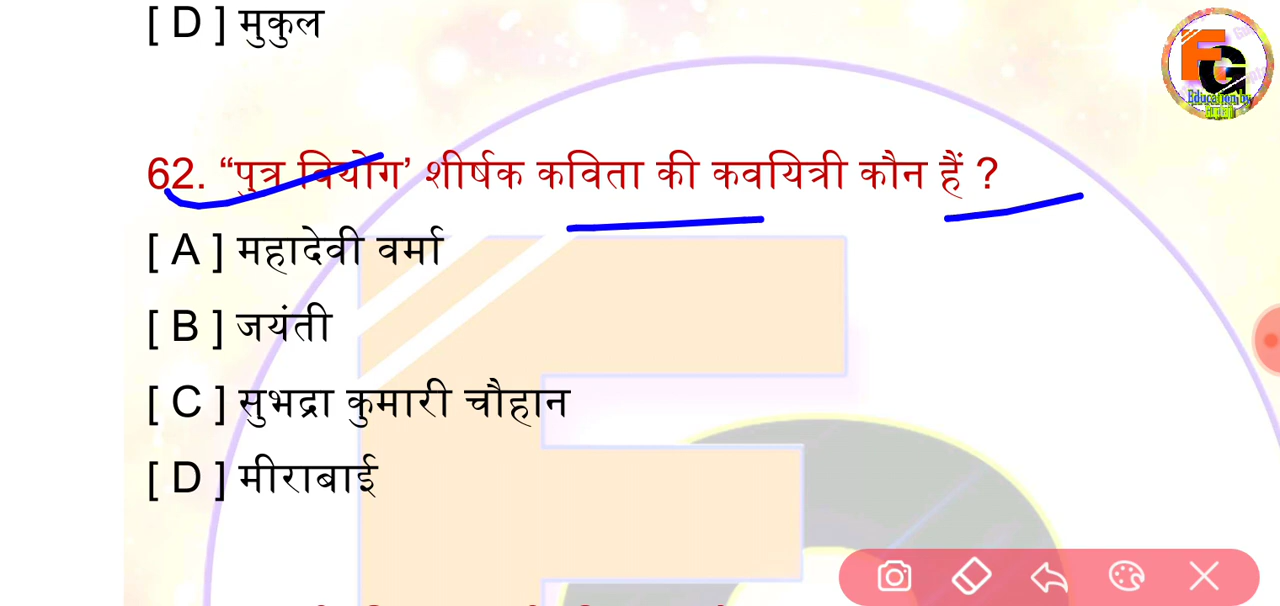 [ D ] मुकुल
62. “पुत्र वियोग’ शीर्षक कविता की कवयित्री कौन हैं ?
[ A ] महादेवी वर्मा
[ B ] जयंती
[ C ] सुभद्रा कुमारी चौहान
[ D ] मीराबाई